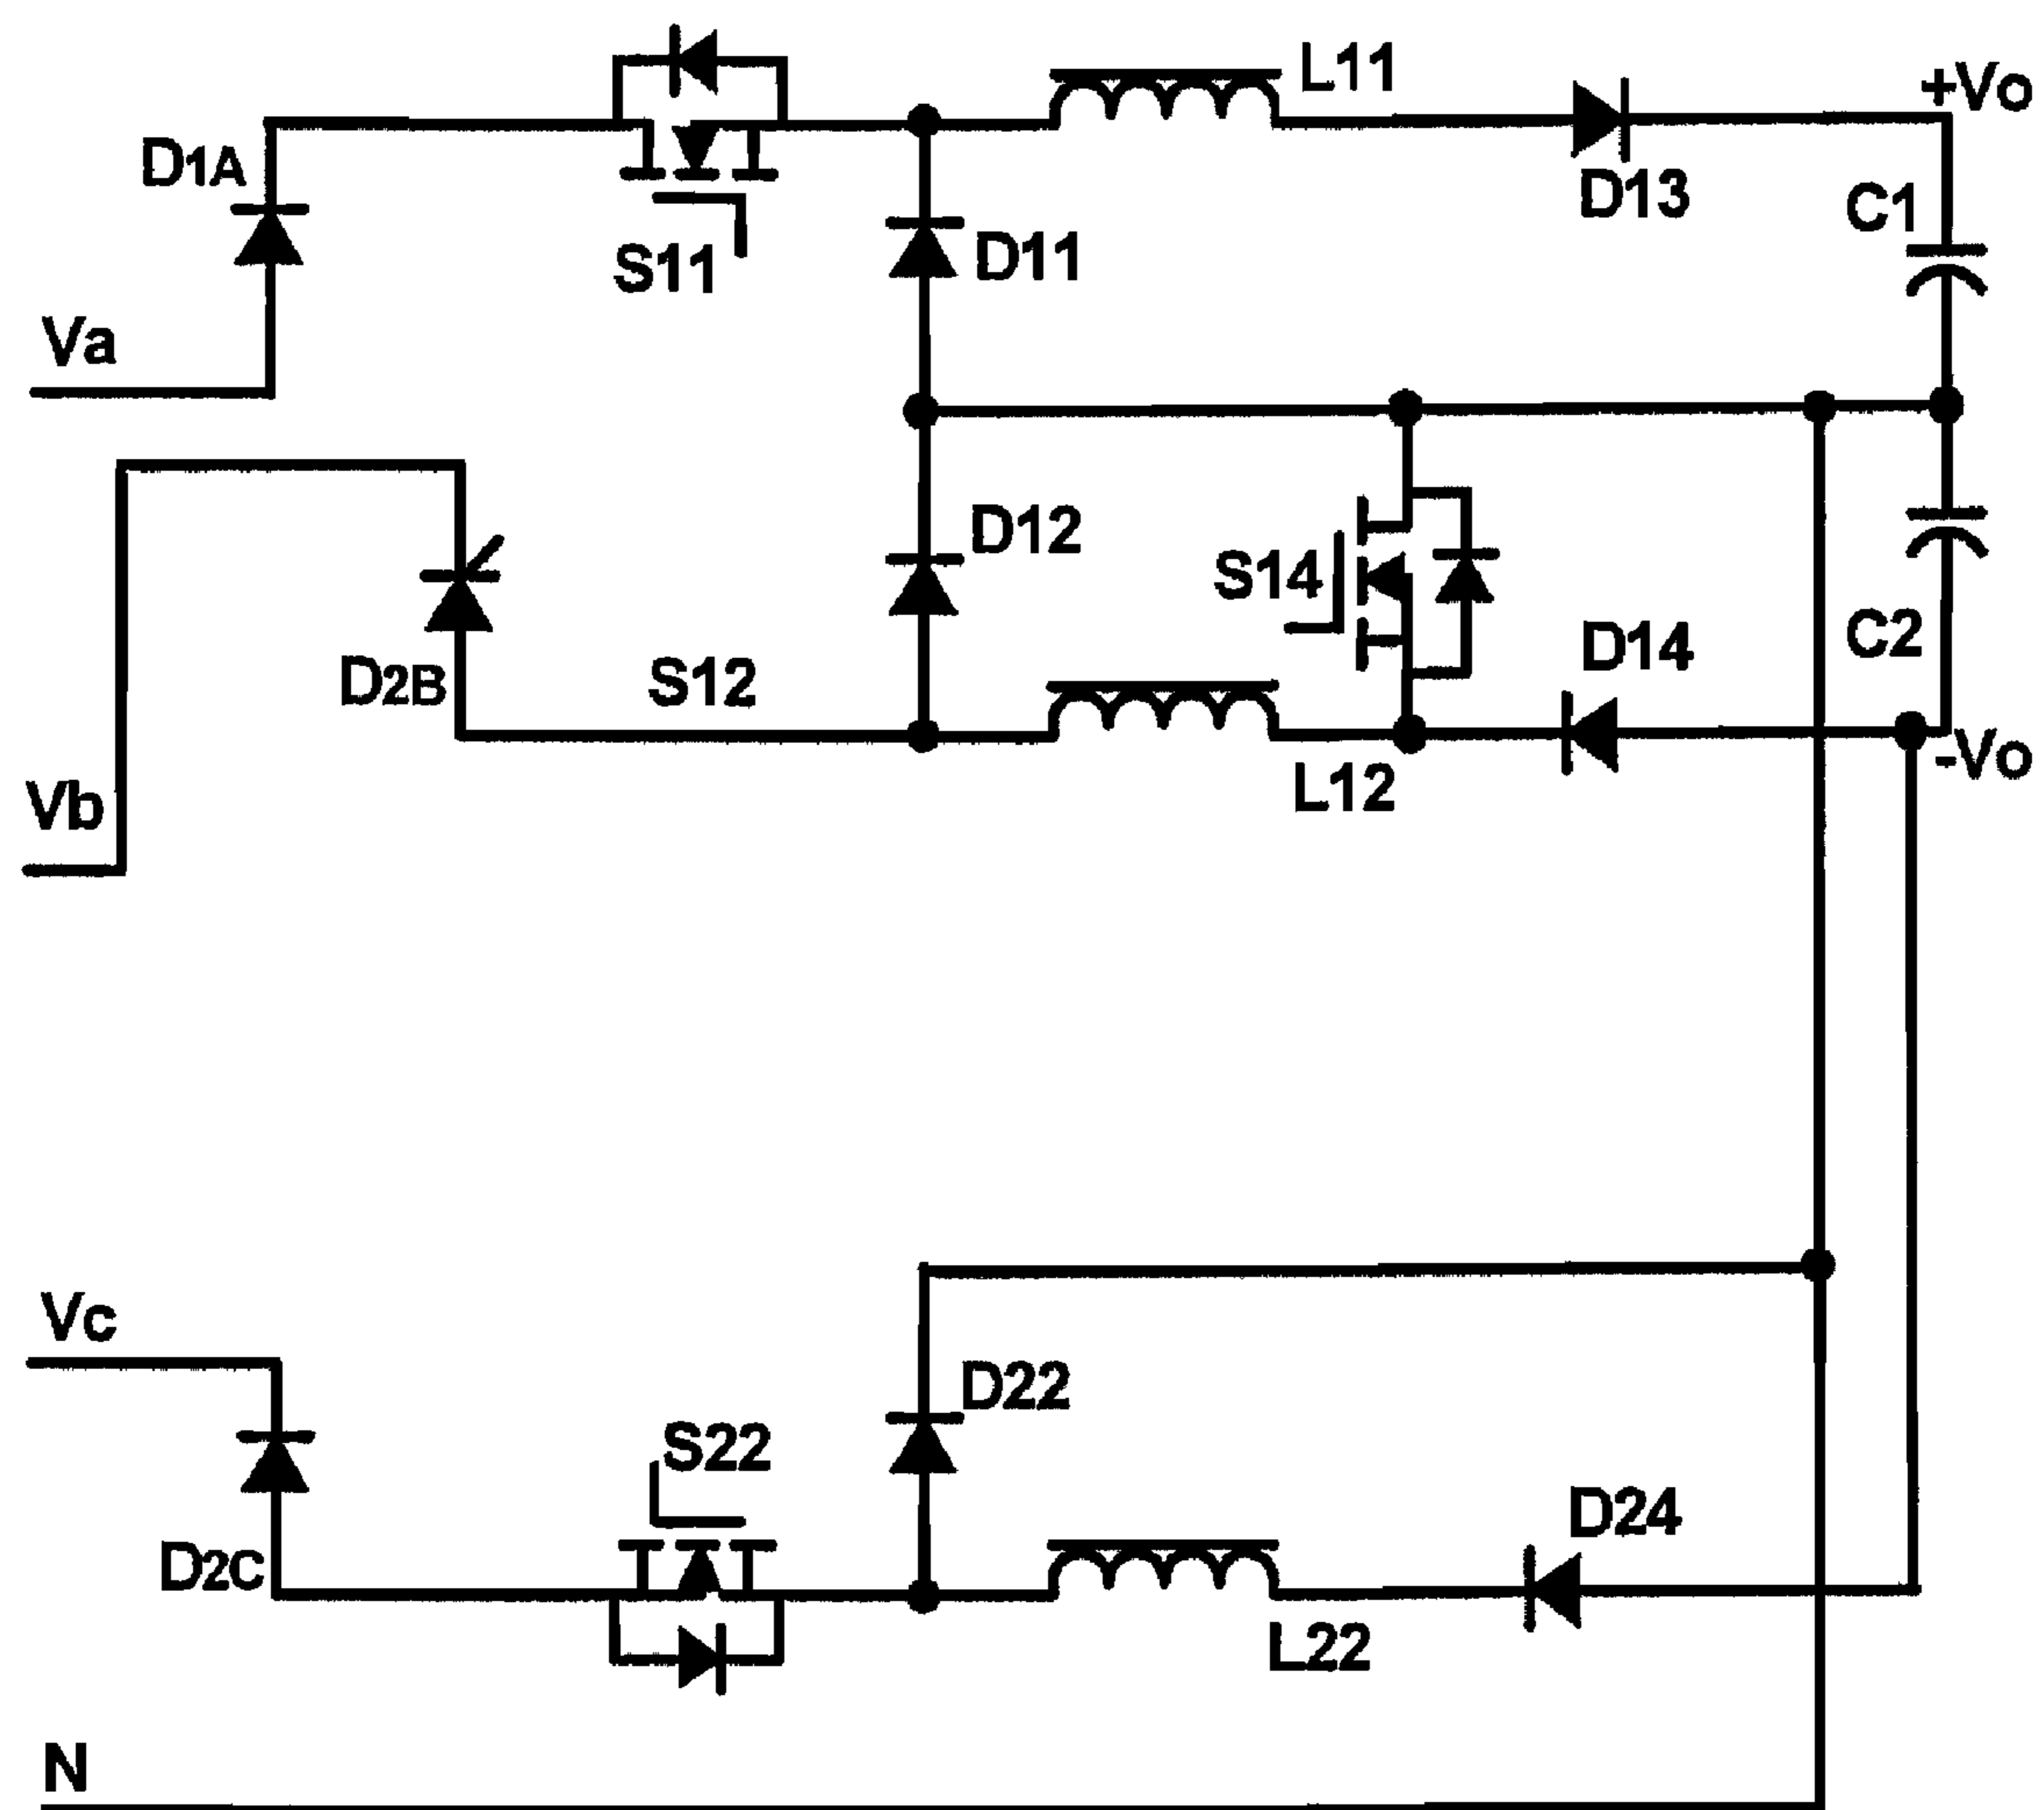 L11
+Vo
D1A
D13
C1
S11
D11
Va
D12
S14
D14
C2
D2B
S12
-Vo
L12
Vb
Vc
D22
S22
D24
D2C
L22
N